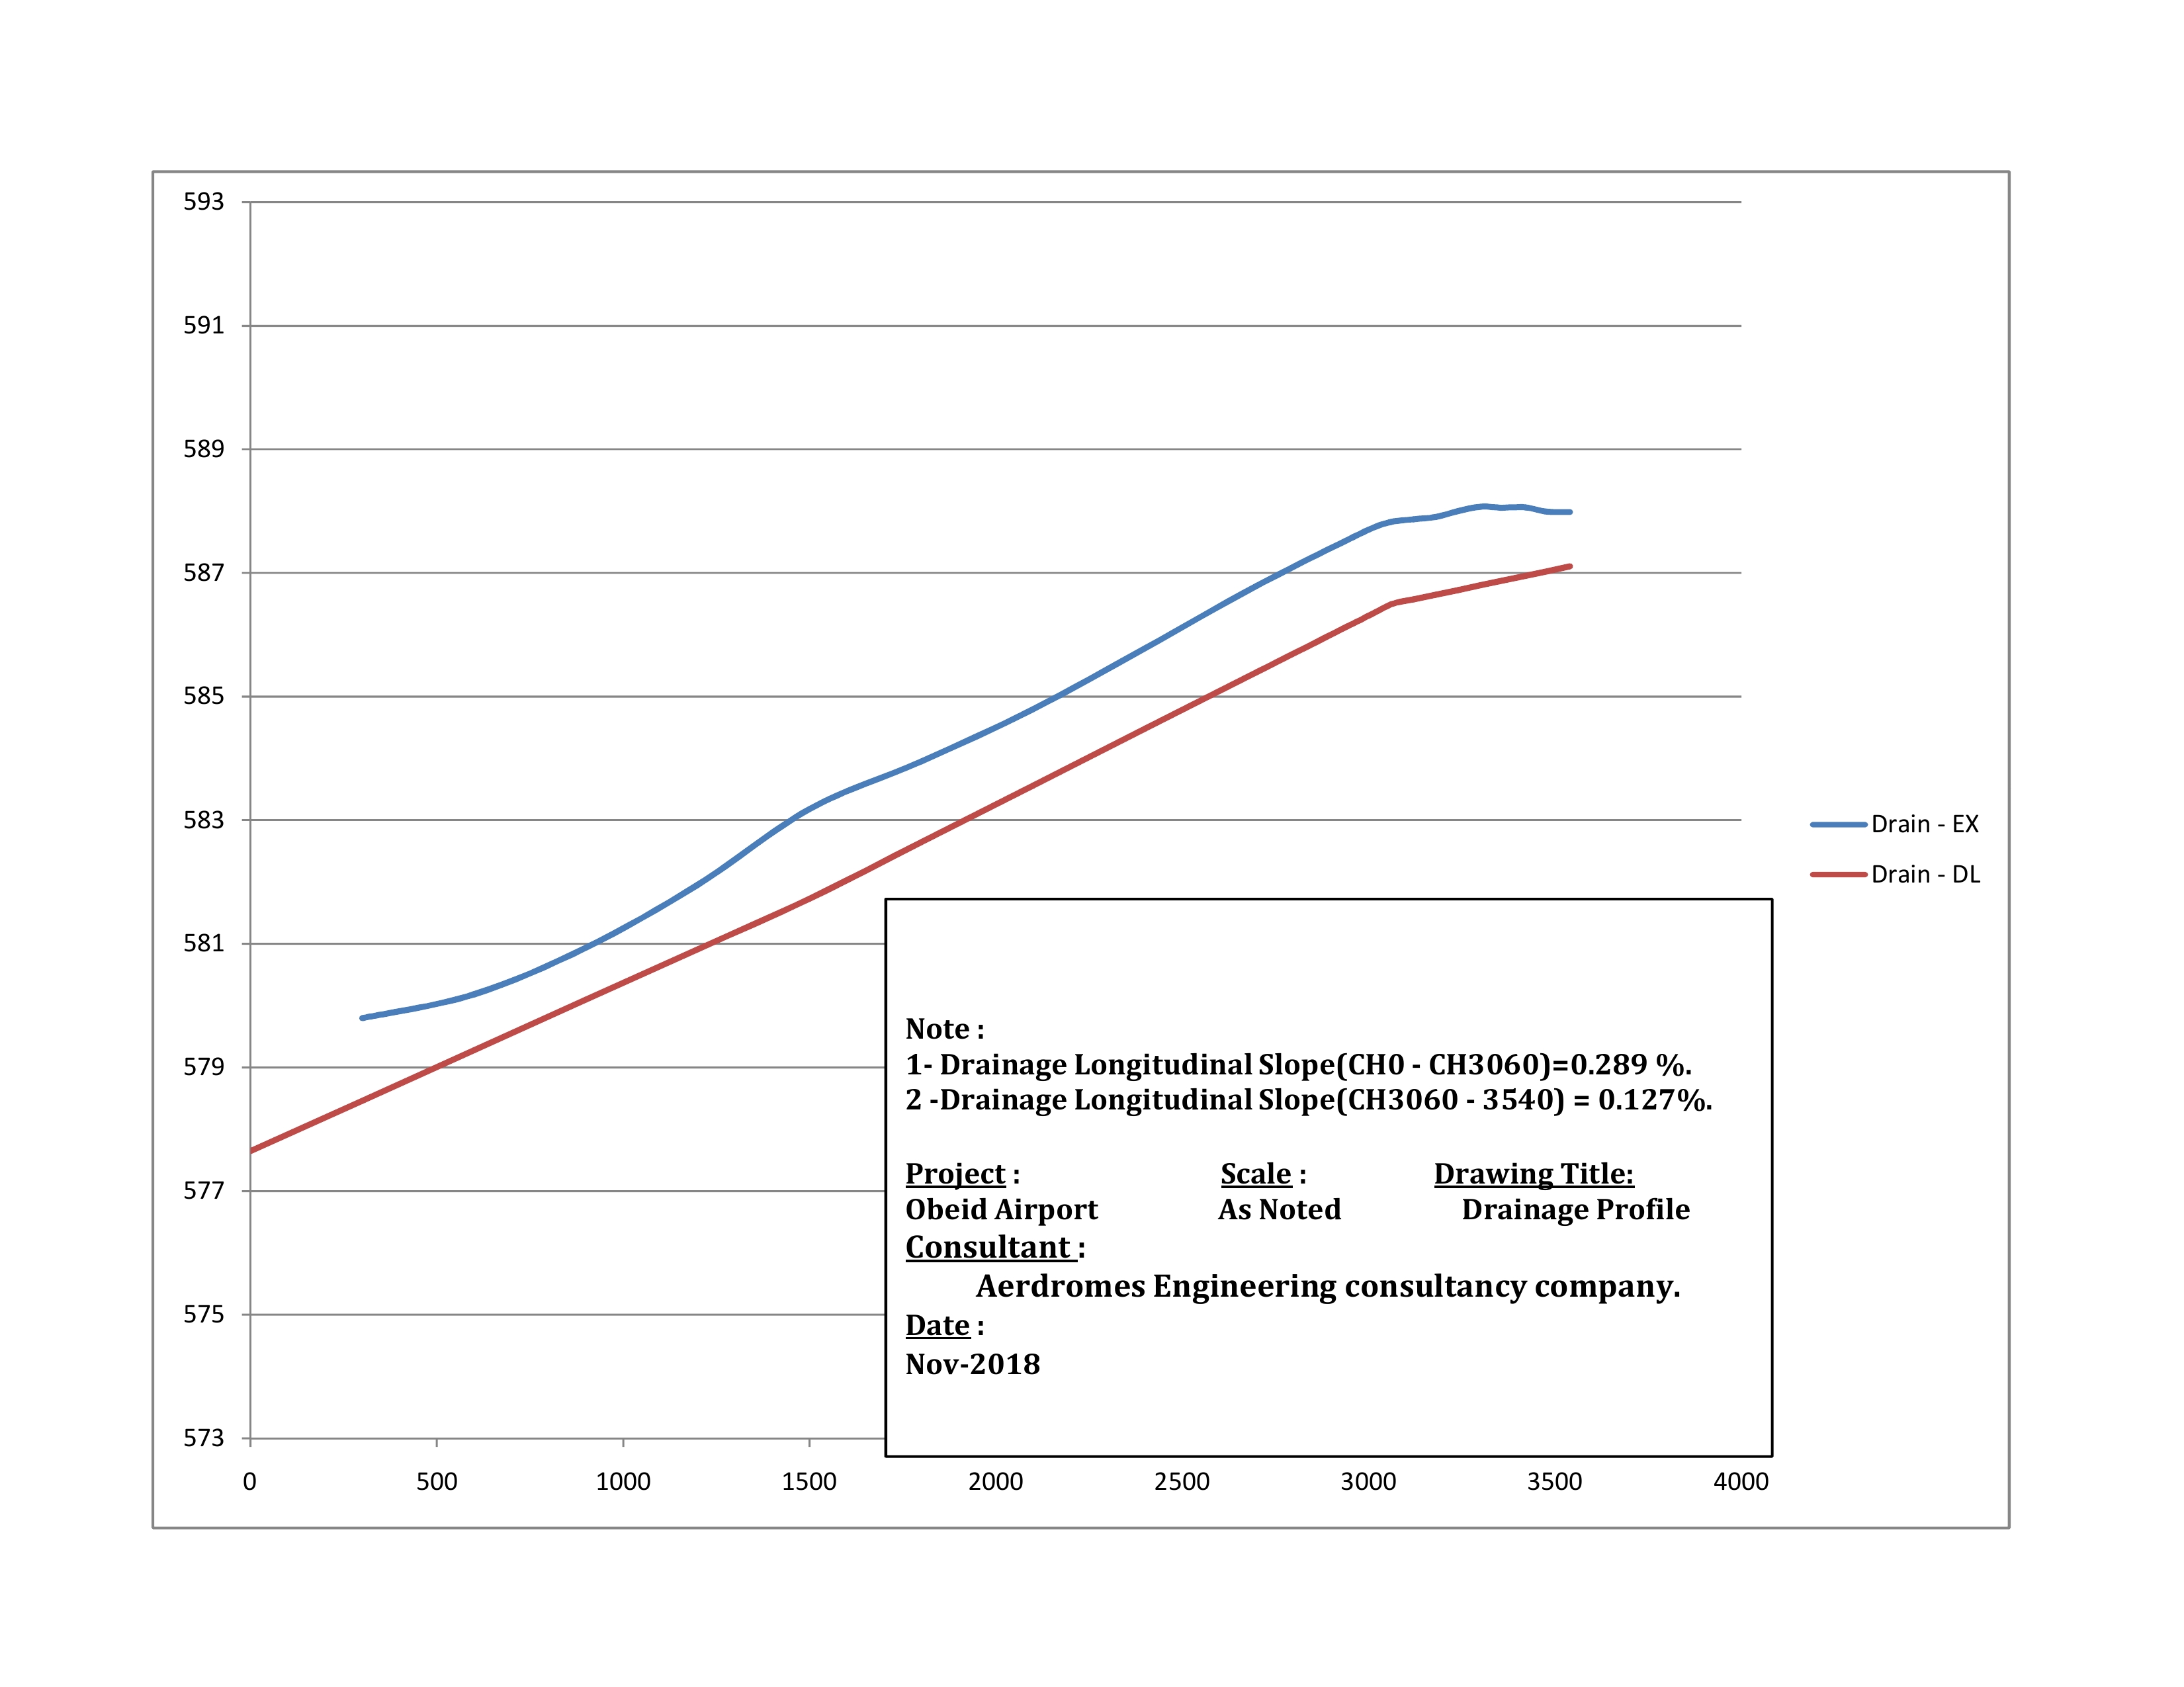 593
591
589
587
585
583
581
579
577
575
573
0 500 1000 1500 2000 2500 3000 3500 4000
Drain - EX
Drain - DL
Note :
1- Drainage Longitudinal Slope(CH0 - CH3060)=0.289 %.
2 -Drainage Longitudinal Slope(CH3060 - 3540) = 0.127%.
Project : Scale : Drawing Title:
Obeid Airport As Noted Drainage Profile
Consultant :
Aerdromes Engineering consultancy company.
Date :
Nov-2018